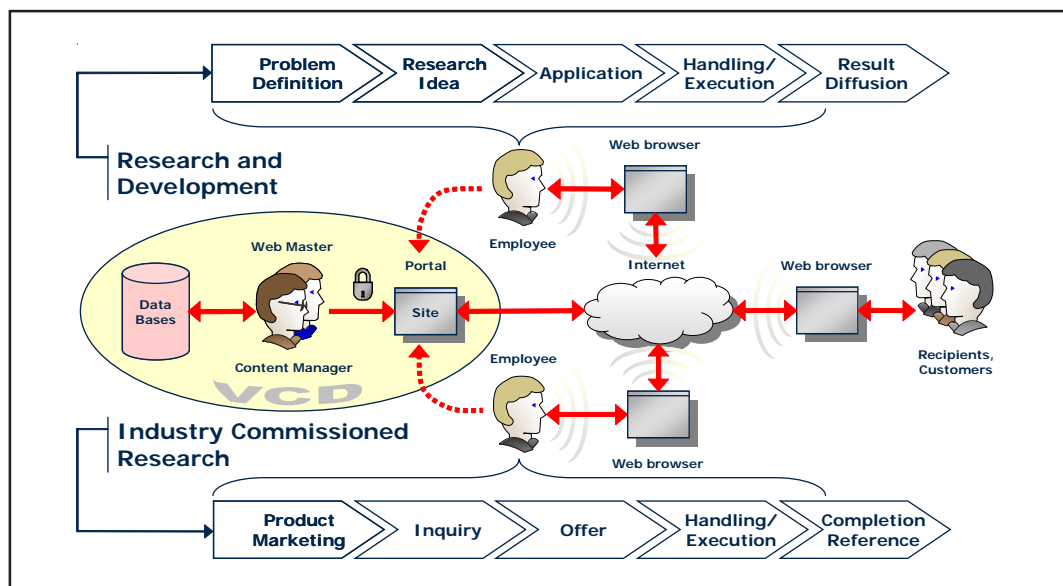 Problem
Definition
Research
Idea
Application
Handling/
Execution
Result
Diffusion
Research and
Development
Web browser
Employee
Web Master
Portal
Internet
Web browser
Data
Bases
Site
Content Manager
VCD
Employee
Recipients,
Customers
Industry Commissioned
Research
Web browser
Product
Marketing
Inquiry
Offer
Handling/
Execution
Completion
Reference